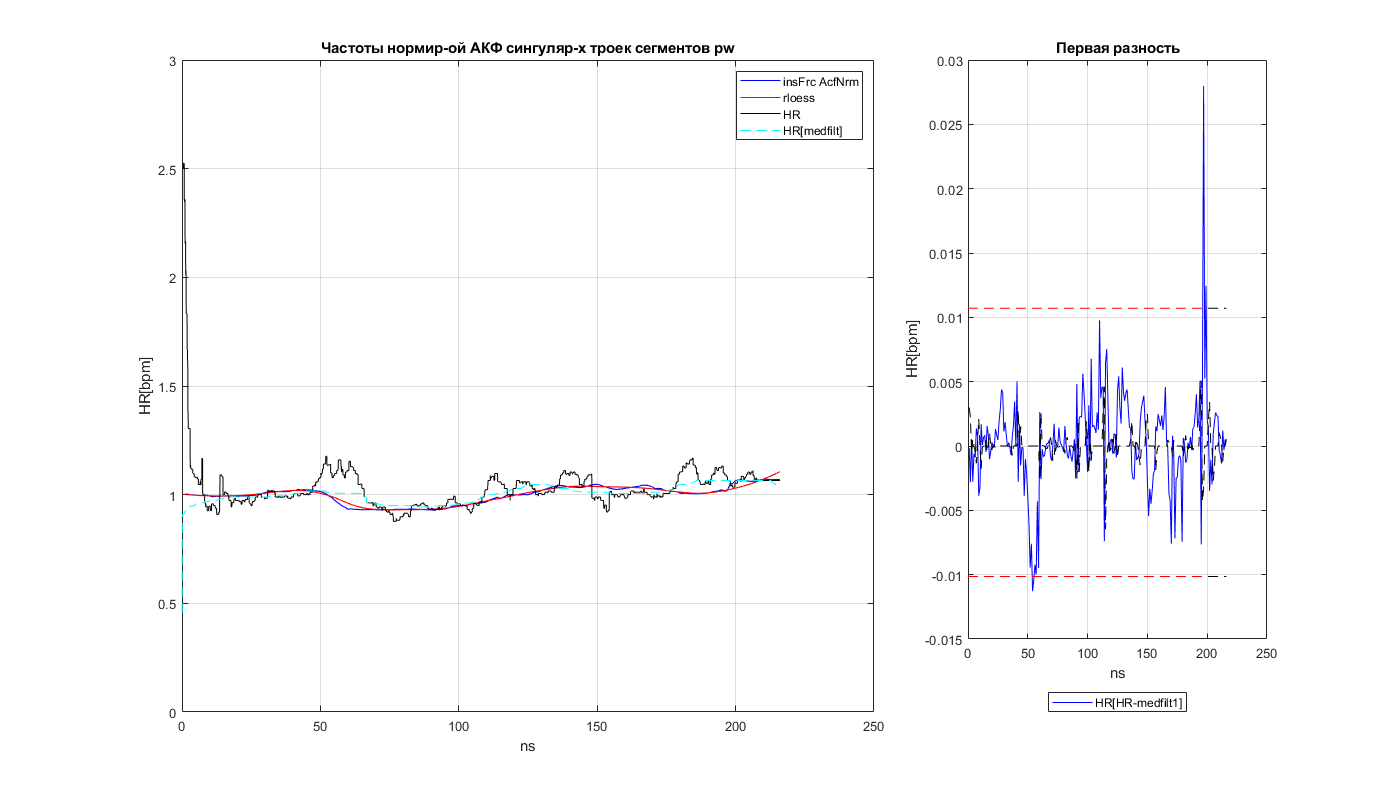 Частоты нормир-ой АКФ сингуляр-х троек сегментов pw
HR[bpm]
3
2.5
2
1.5
1
0.5
0
0 50 100 150 200 250
ns
insFrc AcfNrm
rloess
HR
HR[medfilt]
Первая разность
HR[bpm]
0.03
0.025
0.02
0.015
0.01
0.005
0
-0.005
-0.01
-0.015
0 50 100 150 200 250
ns
HR[HR-medfilt1]